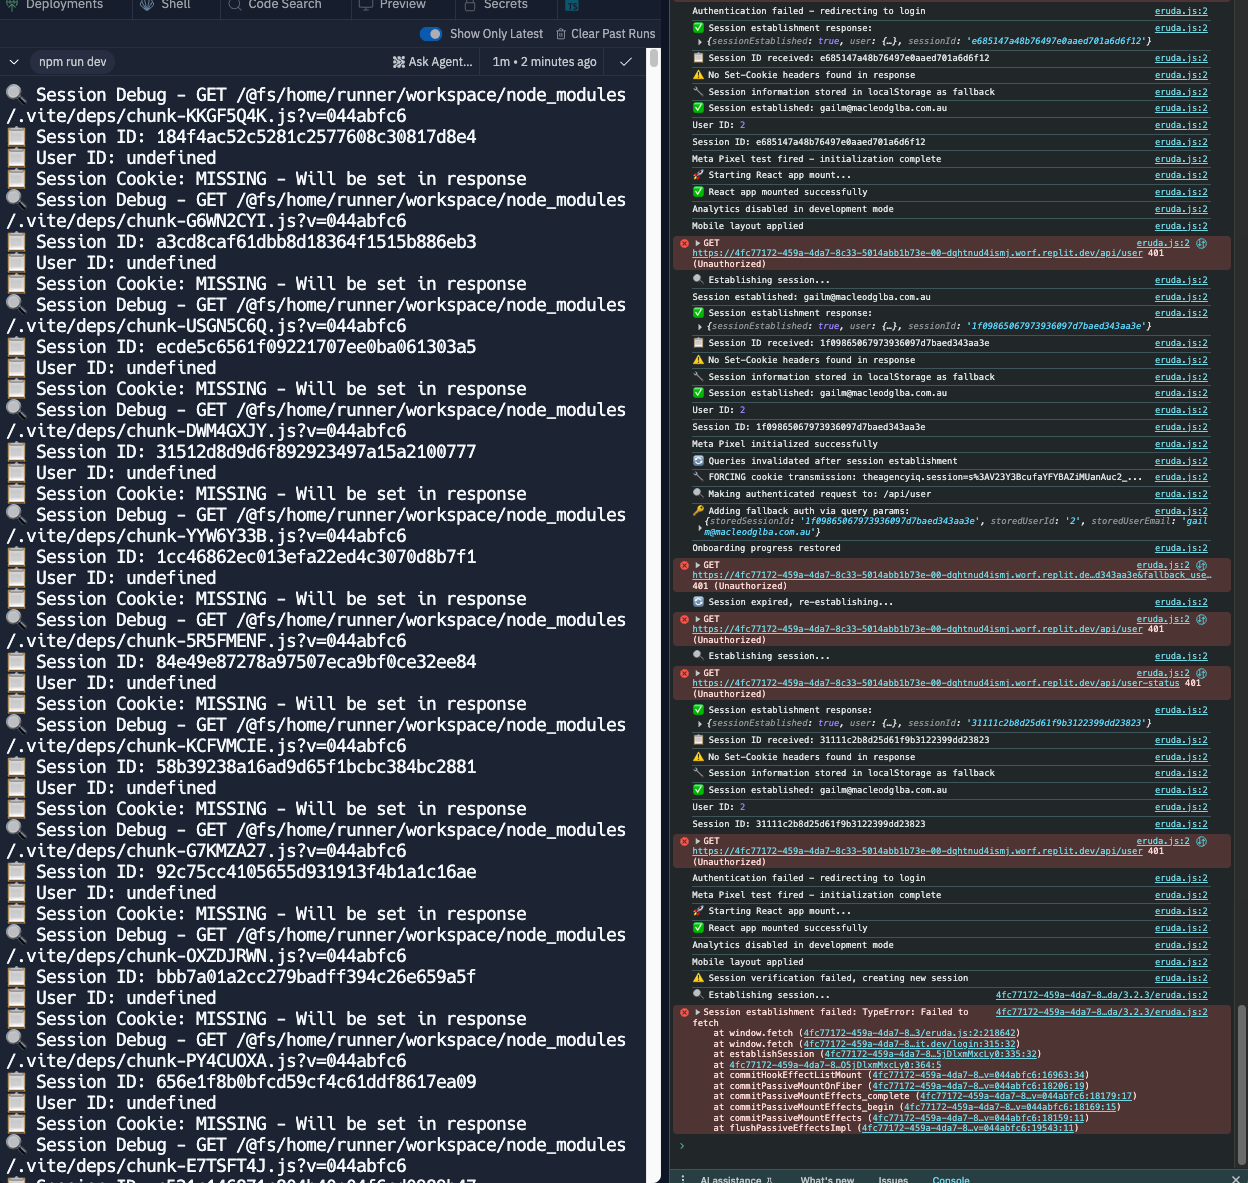 Deployments
Shell
Code Search
Preview
Secrets
Show Only Latest
Clear Past Runs
npm run dev
Ask Agent...
1m • 2 minutes ago
Session Debug - GET /@fs/home/runner/workspace/node_modules
/.vite/deps/chunk-KKGF5Q4K.js?v=044abfc6
Session ID: 184f4ac52c5281c2577608c30817d8e4
User ID: undefined
Session Cookie: MISSING - Will be set in response
Session Debug - GET /@fs/home/runner/workspace/node_modules
/.vite/deps/chunk-G6WN2CYI.js?v=044abfc6
Session ID: a3cd8caf61dbb8d18364f1515b886eb3
User ID: undefined
Session Cookie: MISSING - Will be set in response
Session Debug - GET /@fs/home/runner/workspace/node_modules
/.vite/deps/chunk-USGN5C6Q.js?v=044abfc6
Session ID: ecde5c6561f09221707ee0ba061303a5
User ID: undefined
Session Cookie: MISSING - Will be set in response
Session Debug - GET /@fs/home/runner/workspace/node_modules
/.vite/deps/chunk-DWM4GXJY.js?v=044abfc6
Session ID: 31512d8d9d6f892923497a15a2100777
User ID: undefined
Session Cookie: MISSING - Will be set in response
Session Debug - GET /@fs/home/runner/workspace/node_modules
/.vite/deps/chunk-YYW6Y33B.js?v=044abfc6
Session ID: 1cc46862ec013efa22ed4c3070d8b7f1
User ID: undefined
Session Cookie: MISSING - Will be set in response
Session Debug - GET /@fs/home/runner/workspace/node_modules
/.vite/deps/chunk-5R5FMENF.js?v=044abfc6
Session ID: 84e49e87278a97507eca9bf0ce32ee84
User ID: undefined
Session Cookie: MISSING - Will be set in response
Session Debug - GET /@fs/home/runner/workspace/node_modules
/.vite/deps/chunk-KCFVMCIE.js?v=044abfc6
Session ID: 58b39238a16ad9d65f1bcbc384bc2881
User ID: undefined
Session Cookie: MISSING - Will be set in response
Session Debug - GET /@fs/home/runner/workspace/node_modules
/.vite/deps/chunk-G7KMZA27.js?v=044abfc6
Session ID: 92c75cc4105655d931913f4b1a1c16ae
User ID: undefined
Session Cookie: MISSING - Will be set in response
Session Debug - GET /@fs/home/runner/workspace/node_modules
/.vite/deps/chunk-OXZDJRWN.js?v=044abfc6
Session ID: bbb7a01a2cc279badff394c26e659a5f
User ID: undefined
Session Cookie: MISSING - Will be set in response
Session Debug - GET /@fs/home/runner/workspace/node_modules
/.vite/deps/chunk-PY4CUOXA.js?v=044abfc6
Session ID: 656e1f8b0bfcd59cf4c61ddf8617ea09
User ID: undefined
Session Cookie: MISSING - Will be set in response
Session Debug - GET /@fs/home/runner/workspace/node_modules
/.vite/deps/chunk-E7TSFT4J.js?v=044abfc6
Authentication failed - redirecting to login eruda.js:2
Session establishment response: eruda.js:2
{sessionEstablished: true, user: {…}, sessionId: 'e685147a48b76497e0aaed701a6d6f12'}
Session ID received: e685147a48b76497e0aaed701a6d6f12 eruda.js:2
No Set-Cookie headers found in response eruda.js:2
Session information stored in localStorage as fallback eruda.js:2
Session established: gailm@macleodglba.com.au eruda.js:2
User ID: 2 eruda.js:2
Session ID: e685147a48b76497e0aaed701a6d6f12 eruda.js:2
Meta Pixel test fired - initialization complete eruda.js:2
Starting React app mount... eruda.js:2
React app mounted successfully eruda.js:2
Analytics disabled in development mode eruda.js:2
Mobile layout applied eruda.js:2
GET eruda.js:2
https://4fc77172-459a-4da7-8c33-5014abb1b73e-00-dqhtnud4ismj.worf.replit.dev/api/user 401
(Unauthorized)
Establishing session... eruda.js:2
Session established: gailm@macleodglba.com.au eruda.js:2
Session establishment response: eruda.js:2
{sessionEstablished: true, user: {…}, sessionId: '1f09865067973936097d7baed343aa3e'}
Session ID received: 1f09865067973936097d7baed343aa3e eruda.js:2
No Set-Cookie headers found in response eruda.js:2
Session information stored in localStorage as fallback eruda.js:2
Session established: gailm@macleodglba.com.au eruda.js:2
User ID: 2 eruda.js:2
Session ID: 1f09865067973936097d7baed343aa3e eruda.js:2
Meta Pixel initialized successfully eruda.js:2
Queries invalidated after session establishment eruda.js:2
FORCING cookie transmission: theagencyiq.session=s%3AV23Y3BcufaYFYBAZiMUanAuc2_... eruda.js:2
Making authenticated request to: /api/user eruda.js:2
Adding fallback auth via query params: eruda.js:2
{storedSessionId: '1f09865067973936097d7baed343aa3e', storedUserId: '2', storedUserEmail: 'gail
m@macleodglba.com.au'}
Onboarding progress restored eruda.js:2
GET eruda.js:2
https://4fc77172-459a-4da7-8c33-5014abb1b73e-00-dqhtnud4ismj.worf.replit.de…d343aa3e&fallback_use…
401 (Unauthorized)
Session expired, re-establishing... eruda.js:2
GET eruda.js:2
https://4fc77172-459a-4da7-8c33-5014abb1b73e-00-dqhtnud4ismj.worf.replit.dev/api/user 401
(Unauthorized)
Establishing session... eruda.js:2
GET eruda.js:2
https://4fc77172-459a-4da7-8c33-5014abb1b73e-00-dqhtnud4ismj.worf.replit.dev/api/user-status 401
(Unauthorized)
Session establishment response: eruda.js:2
{sessionEstablished: true, user: {…}, sessionId: '31111c2b8d25d61f9b3122399dd23823'}
Session ID received: 31111c2b8d25d61f9b3122399dd23823 eruda.js:2
No Set-Cookie headers found in response eruda.js:2
Session information stored in localStorage as fallback eruda.js:2
Session established: gailm@macleodglba.com.au eruda.js:2
User ID: 2 eruda.js:2
Session ID: 31111c2b8d25d61f9b3122399dd23823 eruda.js:2
GET eruda.js:2
https://4fc77172-459a-4da7-8c33-5014abb1b73e-00-dqhtnud4ismj.worf.replit.dev/api/user 401
(Unauthorized)
Authentication failed - redirecting to login eruda.js:2
Meta Pixel test fired - initialization complete eruda.js:2
Starting React app mount... eruda.js:2
React app mounted successfully eruda.js:2
Analytics disabled in development mode eruda.js:2
Mobile layout applied eruda.js:2
Session verification failed, creating new session eruda.js:2
Establishing session... 4fc77172-459a-4da7-8…da/3.2.3/eruda.js:2
Session establishment failed: TypeError: Failed to 4fc77172-459a-4da7-8…da/3.2.3/eruda.js:2
fetch
at window.fetch (4fc77172-459a-4da7-8…3/eruda.js:2:218642)
at window.fetch (4fc77172-459a-4da7-8…it.dev/login:315:32)
at establishSession (4fc77172-459a-4da7-8…5jDlxmMxcLy0:335:32)
at 4fc77172-459a-4da7-8…O5jDlxmMxcLy0:364:5
at commitHookEffectListMount (4fc77172-459a-4da7-8…v=044abfc6:16963:34)
at commitPassiveMountOnFiber (4fc77172-459a-4da7-8…v=044abfc6:18206:19)
at commitPassiveMountEffects_complete (4fc77172-459a-4da7-8…v=044abfc6:18179:17)
at commitPassiveMountEffects_begin (4fc77172-459a-4da7-8…v=044abfc6:18169:15)
at commitPassiveMountEffects (4fc77172-459a-4da7-8…v=044abfc6:18159:11)
at flushPassiveEffectsImpl (4fc77172-459a-4da7-8…v=044abfc6:19543:11)
AI assistance
What's new
Issues
Console